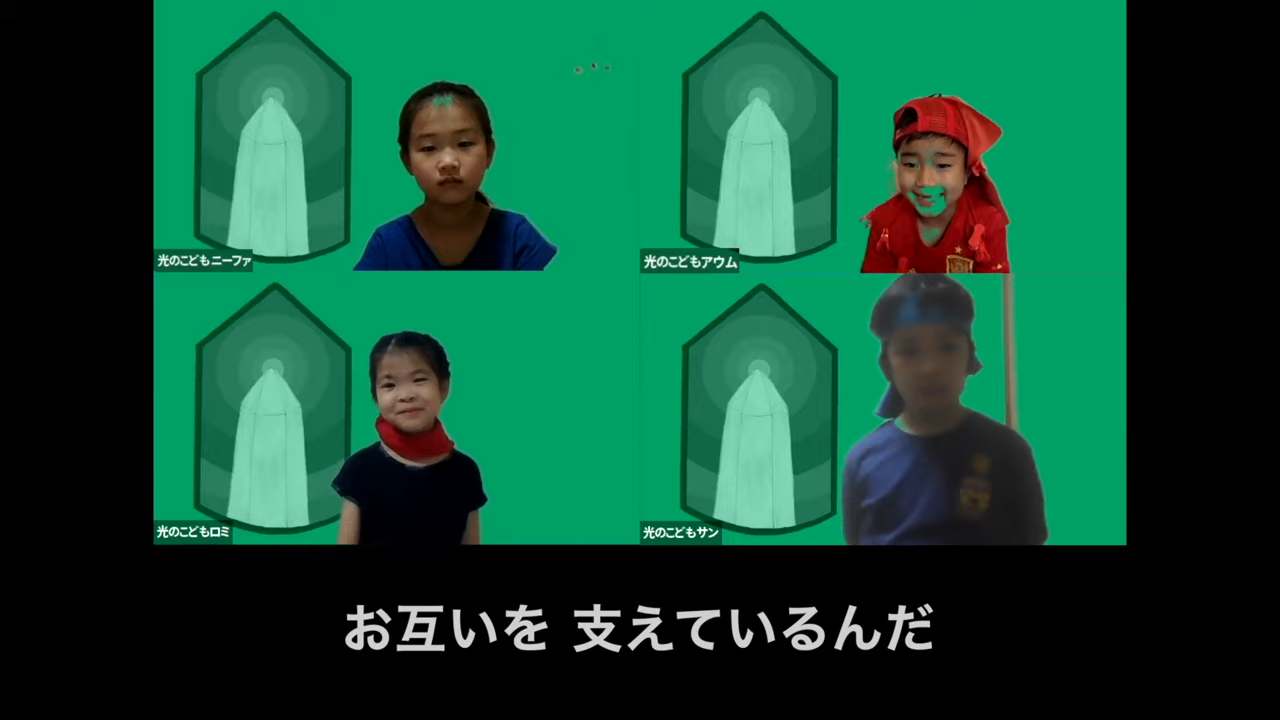 光のこどもニーファ
光のこどもアウム
光のこどもロミ
光のこどもサン
お互いを 支えているんだ